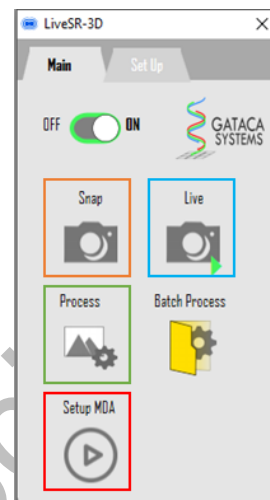 LiveSR-3D
Main
Set Up
OFF
ON
GATACA
SYSTEMS
Snap
Live
Process
Batch Process
Setup MDA